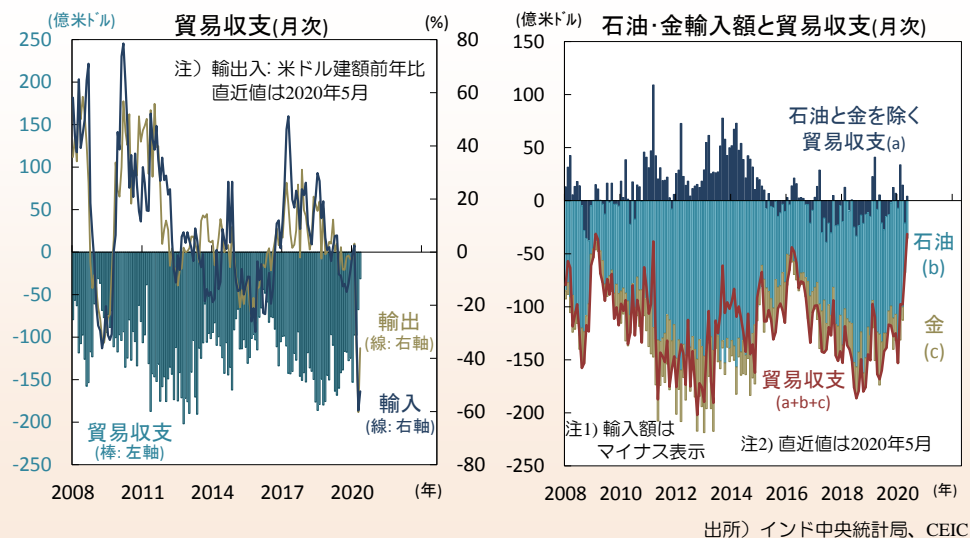 貿易収支(月次)
(億米ドル)
(%)
250
200
150
100
50
0
-50
-100
-150
-200
-250
80
60
40
20
0
-20
-40
-60
-80
注）輸出入: 米ドル建額前年比
直近値は2020年5月
輸出
(線: 右軸)
輸入
(線: 右軸)
貿易収支
(棒: 左軸)
2008
2011
2014
2017
2020
(年)
石油･金輸入額と貿易収支(月次)
(億米ドル)
150
100
50
0
-50
-100
-150
-200
-250
石油と金を除く
貿易収支(a)
石油
(b)
金
(c)
貿易収支
(a+b+c)
注1) 輸入額は
マイナス表示
注2) 直近値は2020年5月
2008
2010
2012
2014
2016
2018
2020
(年)
出所）インド中央統計局、CEIC